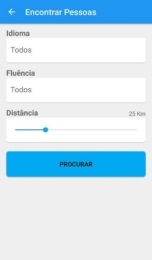 Encontrar Pessoas
Idioma
Todos
Fluência
Todos
Distância 25 Km
PROCURAR